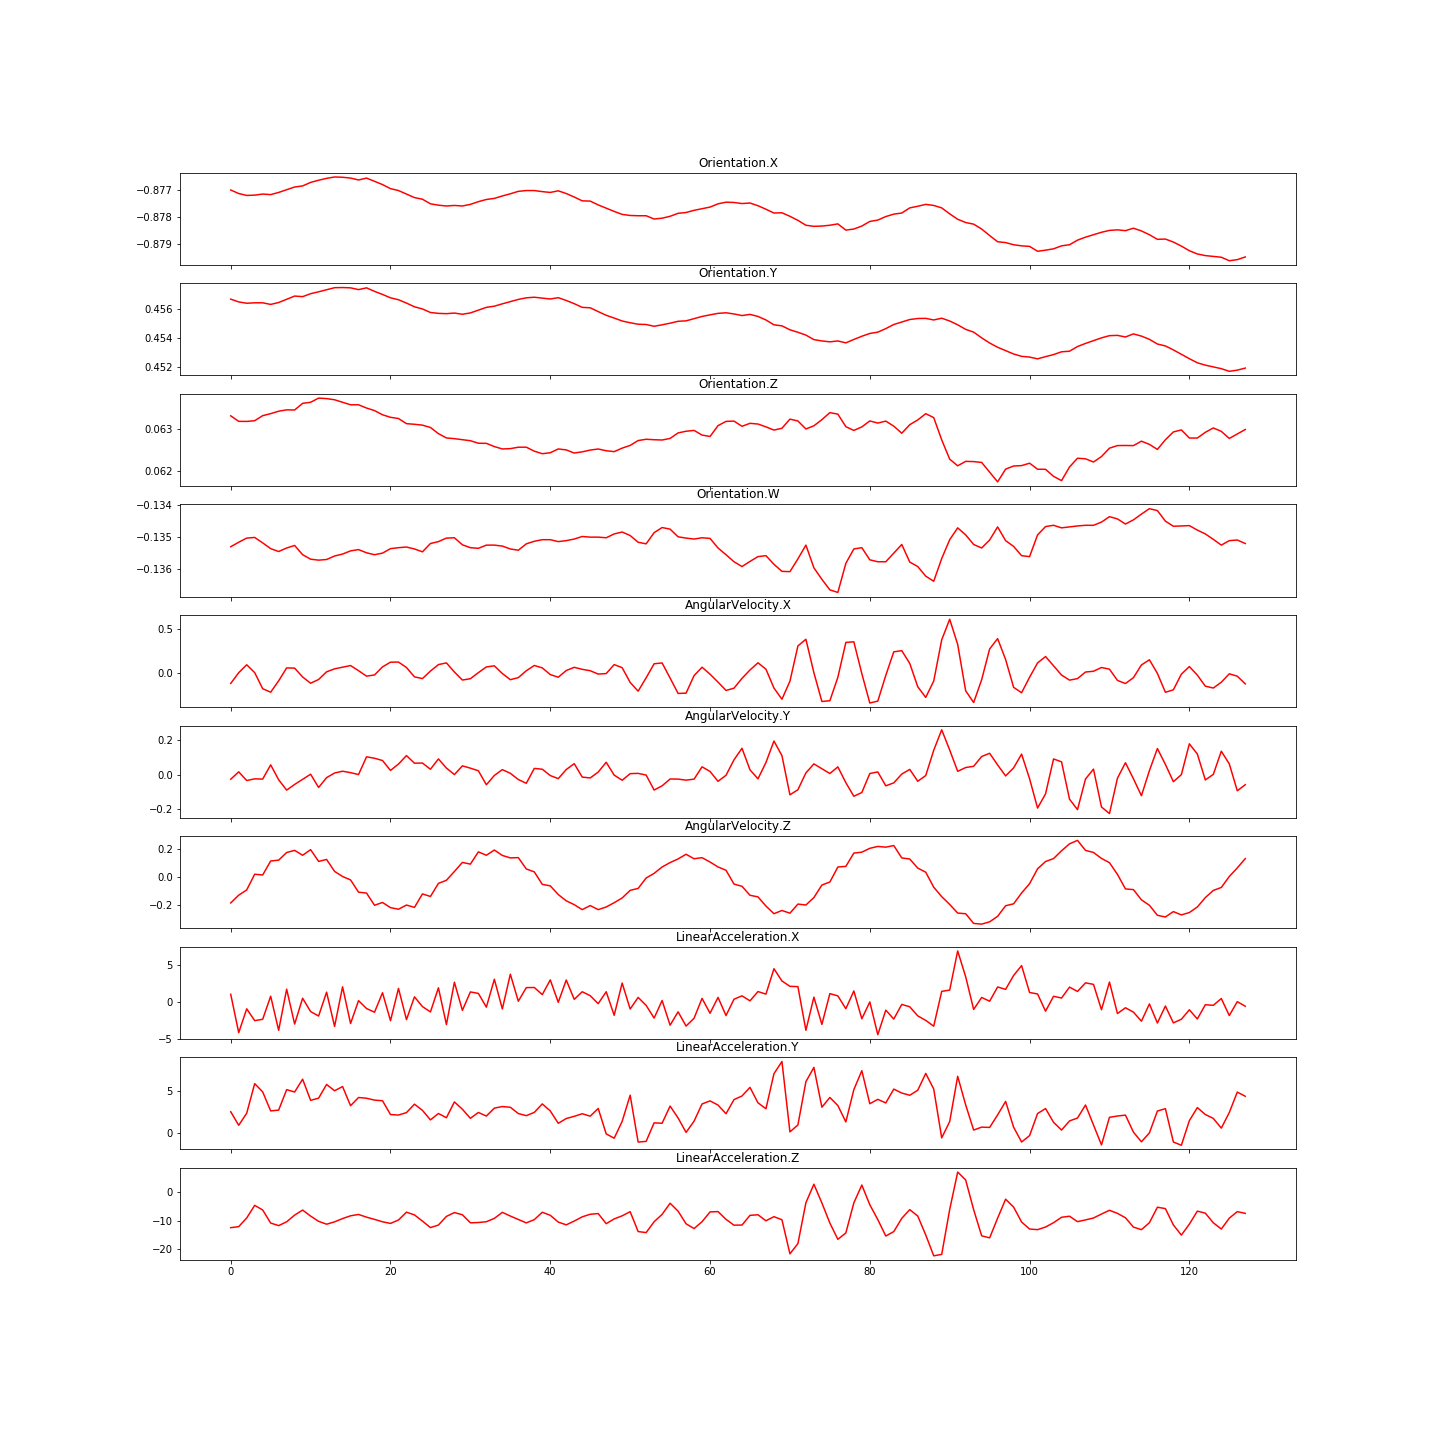 Orientation.X
−0.877
−0.878
−0.879
Orientation.Y
0.456
0.454
0.452
Orientation.Z
0.063
0.062
Orientation.W
−0.134
−0.135
−0.136
AngularVelocity.X
0.5
0.0
AngularVelocity.Y
0.2
0.0
−0.2
AngularVelocity.Z
0.2
0.0
−0.2
LinearAcceleration.X
5
0
−5
LinearAcceleration.Y
5
0
LinearAcceleration.Z
0
−10
−20
0 20 40 60 80 100 120